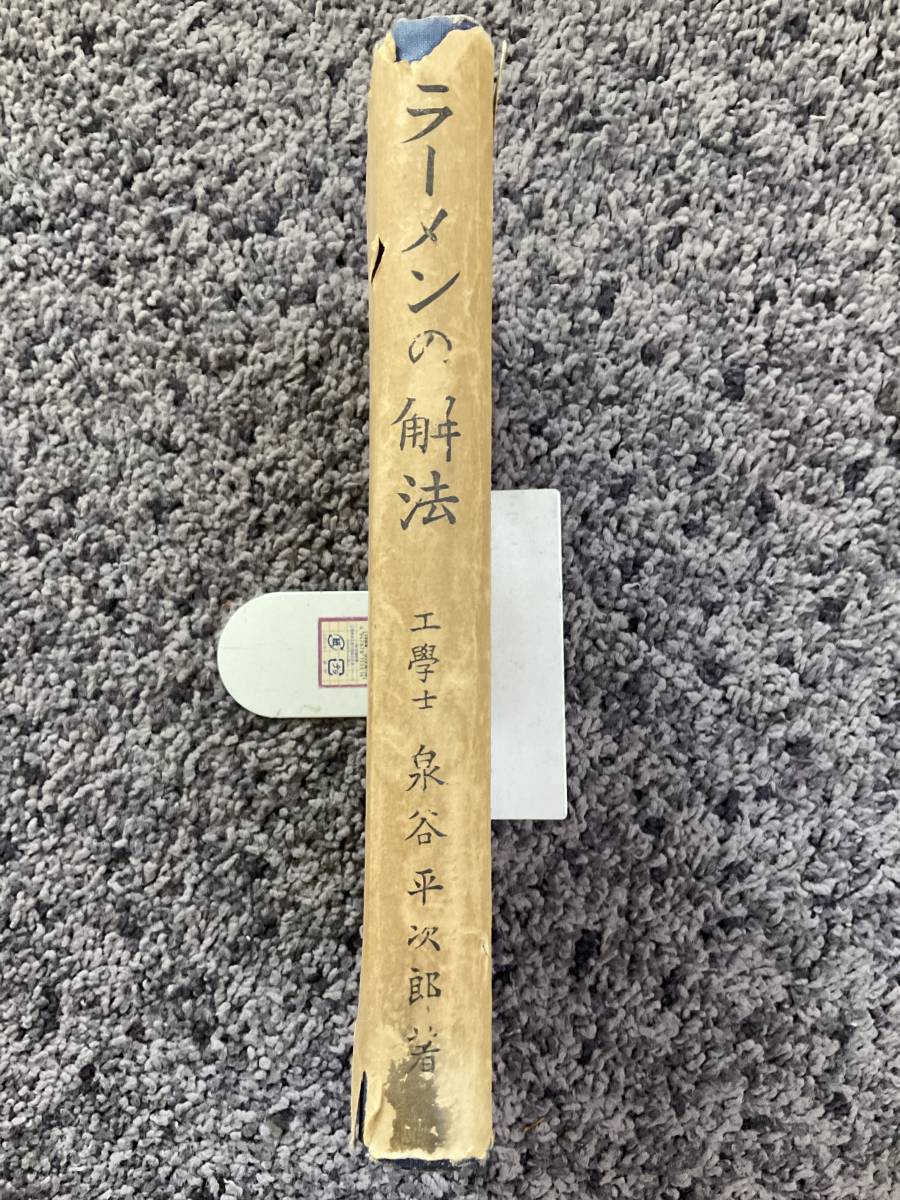 ラーメンの解法
工學士 泉谷平次郎著